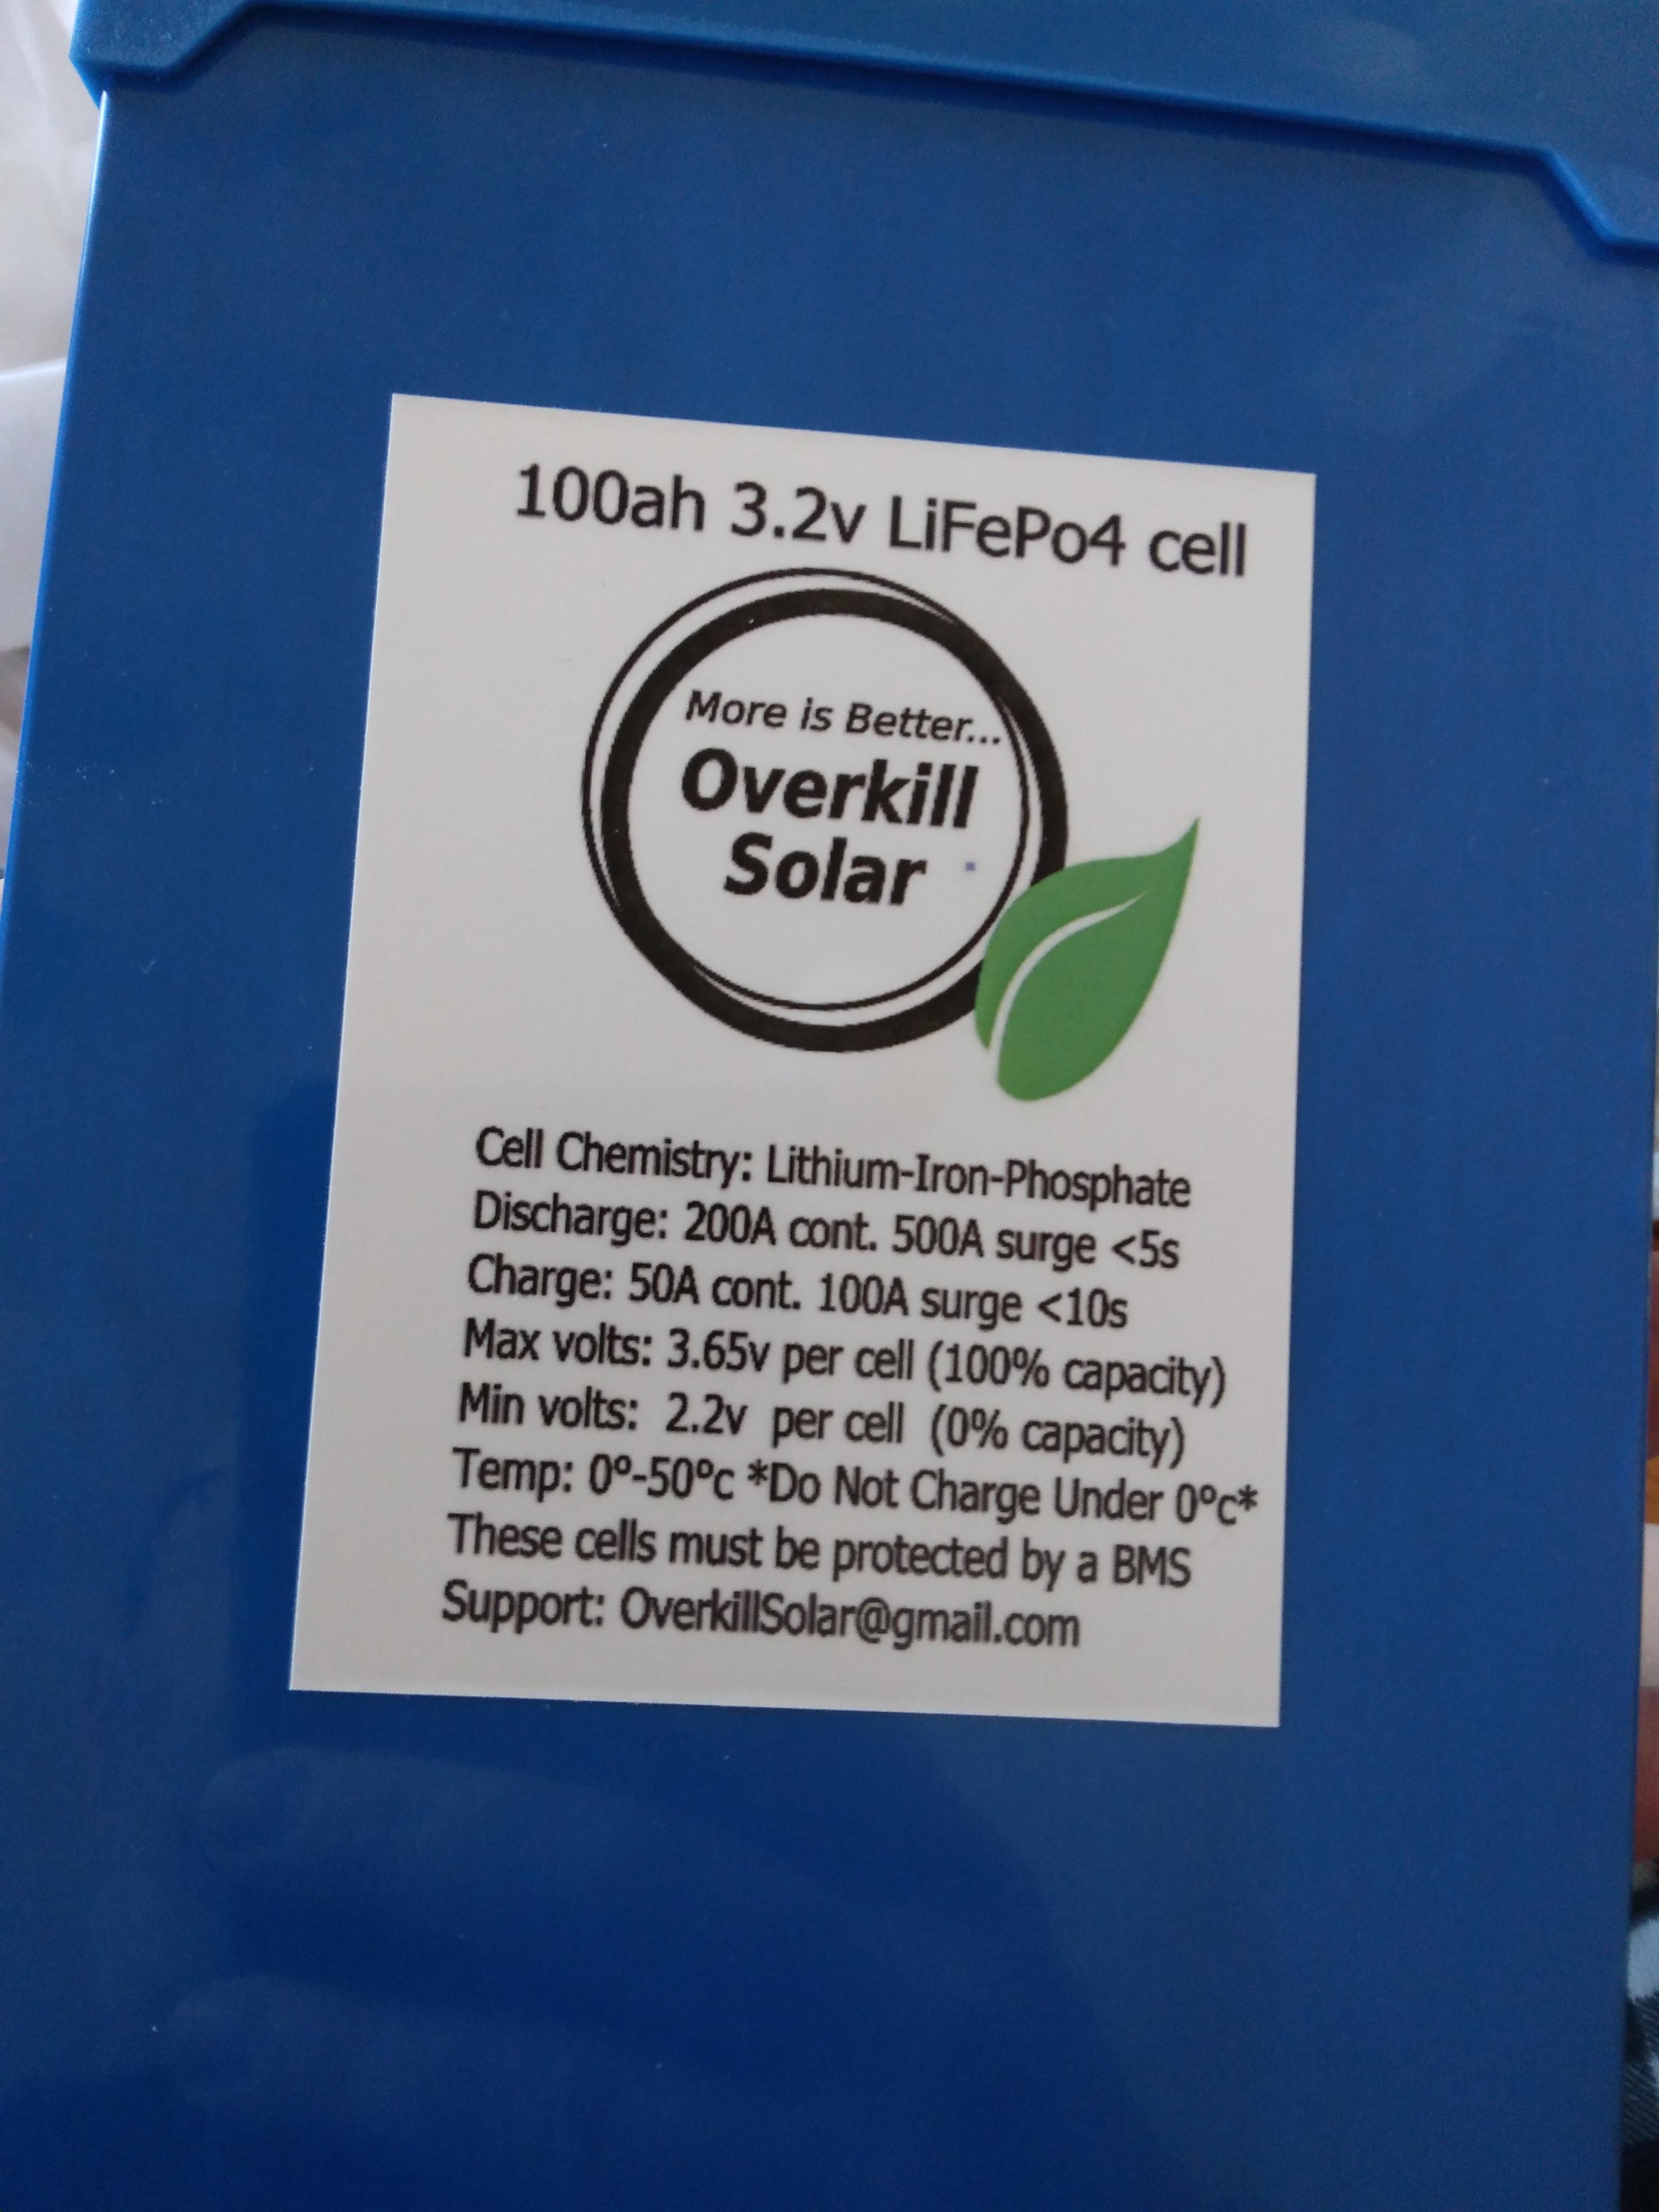 100ah 3.2v LiFePo4 cell
More is Better...
Overkill
Solar
Cell Chemistry: Lithium-Iron-Phosphate
Discharge: 200A cont. 500A surge <5s
Charge: 50A cont. 100A surge <10s
Max volts: 3.65v per cell (100% capacity)
Min volts: 2.2v per cell (0% capacity)
Temp: 0º-50ºc *Do Not Charge Under 0ºc*
These cells must be protected by a BMS
Support: OverkillSolar@gmail.com